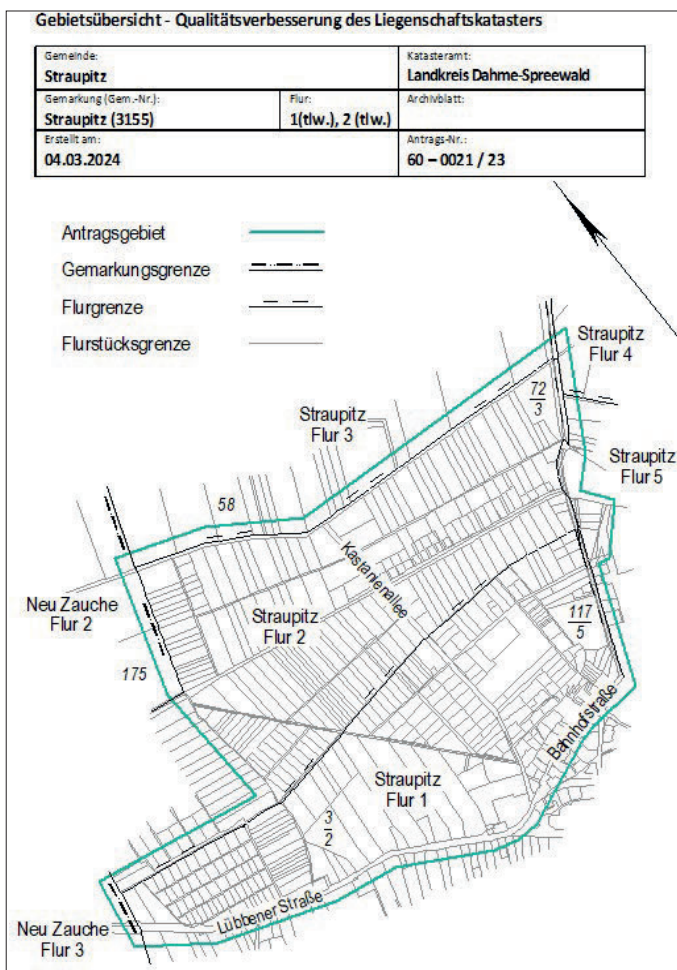 Gebietsübersicht - Qualitätsverbesserung des Liegenschaftskatasters
Gemeinde:
Straupitz
Katasteramt:
Landkreis Dahme-Spreewald
Gemarkung (Gem.-Nr.):
Straupitz (3155)
Flur:
1(tlw.), 2 (tlw.)
Archivblatt:
Erstellt am:
04.03.2024
Antrags-Nr.:
60 – 0021 / 23
Antragsgebiet
Gemarkungsgrenze
Flurgrenze
Flurstücksgrenze
Straupitz
Flur 4
72
3
Straupitz
Flur 3
Straupitz
Flur 5
58
Kastanienallee
Neu Zauche
Flur 2
Straupitz
Flur 2
117
5
175
Bahnhofstraße
Straupitz
Flur 1
3
2
Lübbener Straße
Neu Zauche
Flur 3